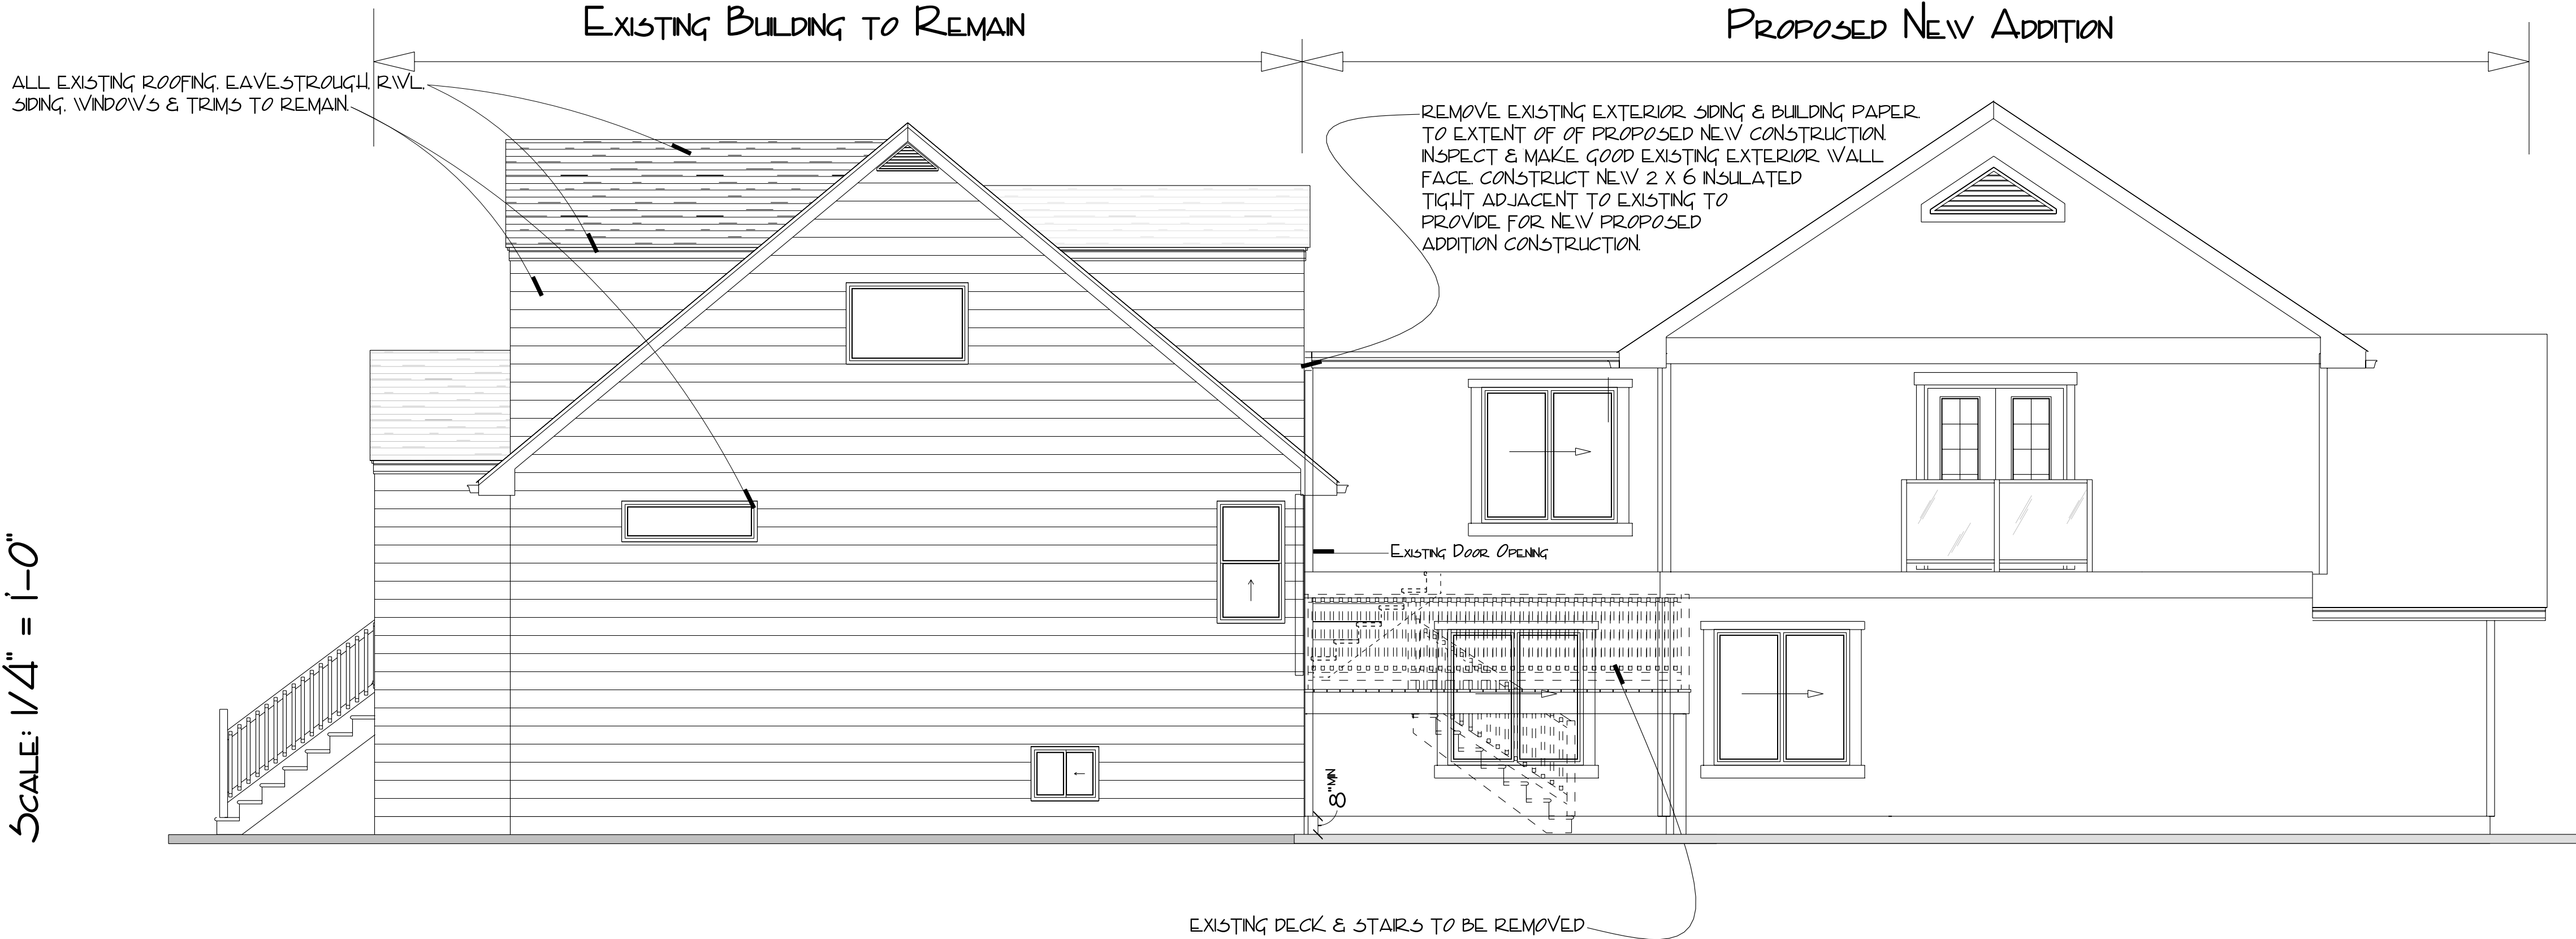 Existing Building to Remain
Proposed New Addition
ALL EXISTING ROOFING, EAVESTROUGH, RWL,
SIDING, WINDOWS & TRIMS TO REMAIN.
REMOVE EXISTING EXTERIOR SIDING & BUILDING PAPER.
TO EXTENT OF OF PROPOSED NEW CONSTRUCTION.
INSPECT & MAKE GOOD EXISTING EXTERIOR WALL
FACE. CONSTRUCT NEW 2 X 6 INSULATED
TIGHT ADJACENT TO EXISTING TO
PROVIDE FOR NEW PROPOSED
ADDITION CONSTRUCTION.
Existing Door Opening
Scale: 1/4" = 1'-0"
8" MIN
EXISTING DECK & STAIRS TO BE REMOVED